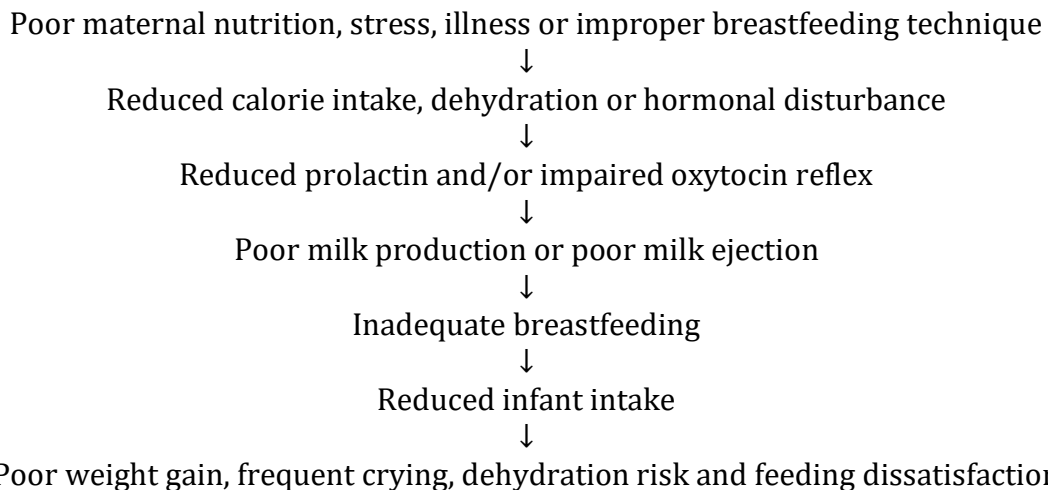 Poor maternal nutrition, stress, illness or improper breastfeeding technique
↓
Reduced calorie intake, dehydration or hormonal disturbance
↓
Reduced prolactin and/or impaired oxytocin reflex
↓
Poor milk production or poor milk ejection
↓
Inadequate breastfeeding
↓
Reduced infant intake
↓
Poor weight gain, frequent crying, dehydration risk and feeding dissatisfaction